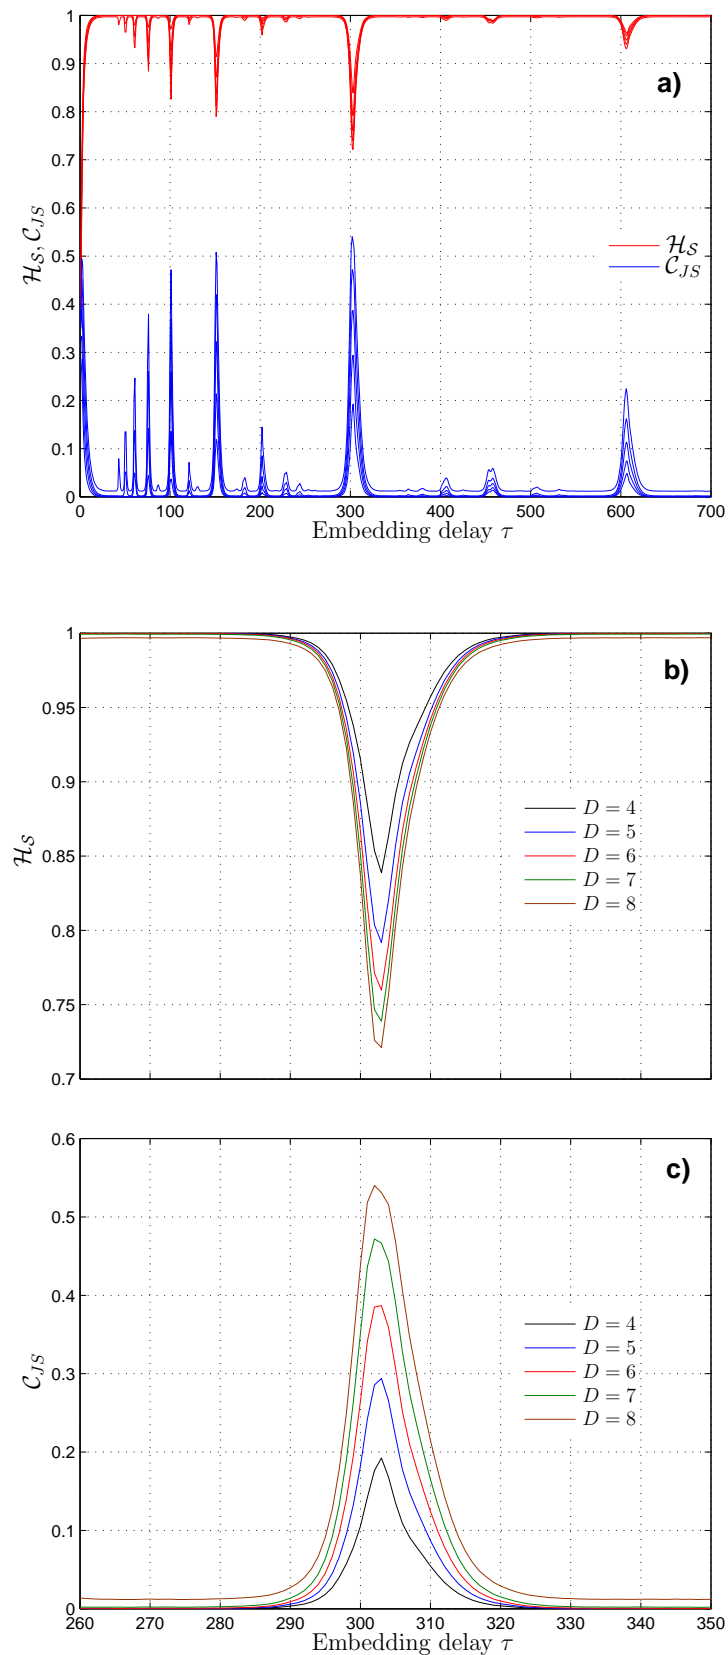 1
0.9
0.8
0.7
0.6
0.5
0.4
0.3
0.2
0.1
0
a)
ℋ_S, 𝒞_JS
ℋ_S
𝒞_JS
0 100 200 300 400 500 600 700
Embedding delay τ
1
0.95
0.9
0.85
0.8
0.75
0.7
b)
ℋ_S
D = 4
D = 5
D = 6
D = 7
D = 8
0.6
0.5
0.4
0.3
0.2
0.1
0
c)
𝒞_JS
D = 4
D = 5
D = 6
D = 7
D = 8
260 270 280 290 300 310 320 330 340 350
Embedding delay τ